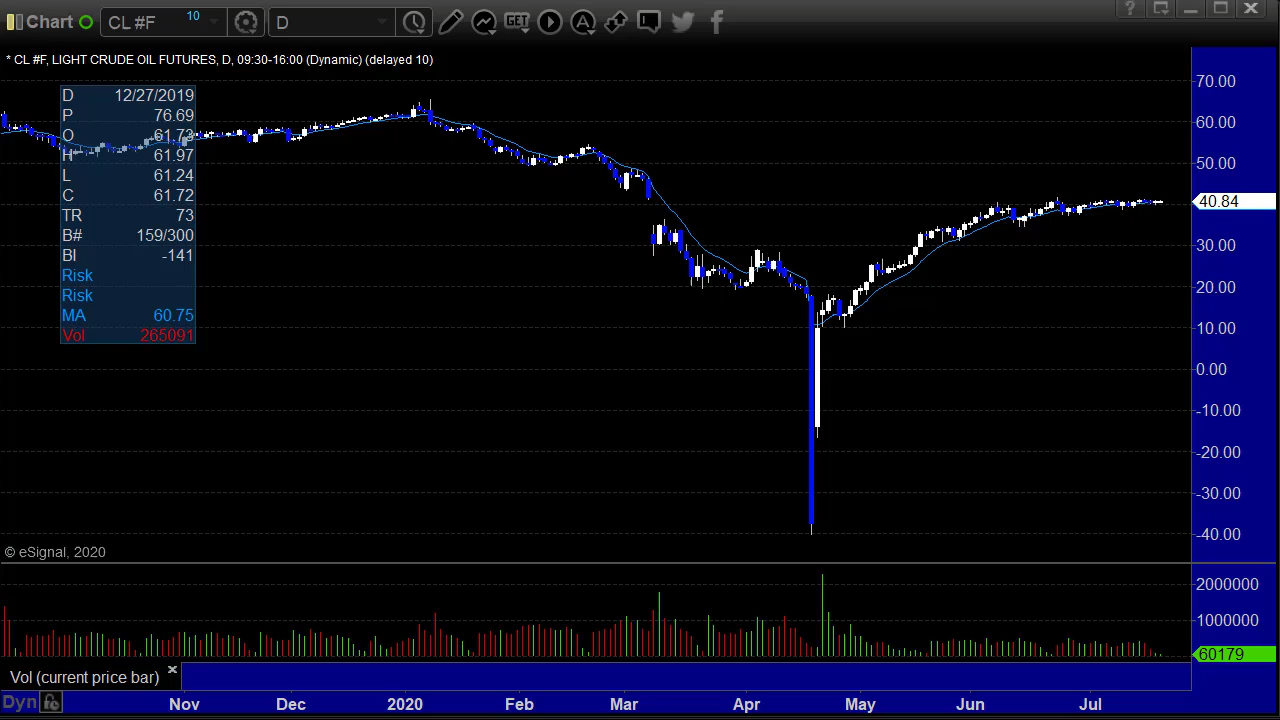 Chart CL #F 10 D GET A ?
* CL #F, LIGHT CRUDE OIL FUTURES, D, 09:30-16:00 (Dynamic) (delayed 10)
D 12/27/2019
P 76.69
O 61.73
H 61.97
L 61.24
C 61.72
TR 73
B# 159/300
BI -141
Risk
Risk
MA 60.75
Vol 265091
70.00
60.00
50.00
40.84
30.00
20.00
10.00
0.00
-10.00
-20.00
-30.00
-40.00
© eSignal, 2020
2000000
1000000
60179
Vol (current price bar)
Dyn Nov Dec 2020 Feb Mar Apr May Jun Jul